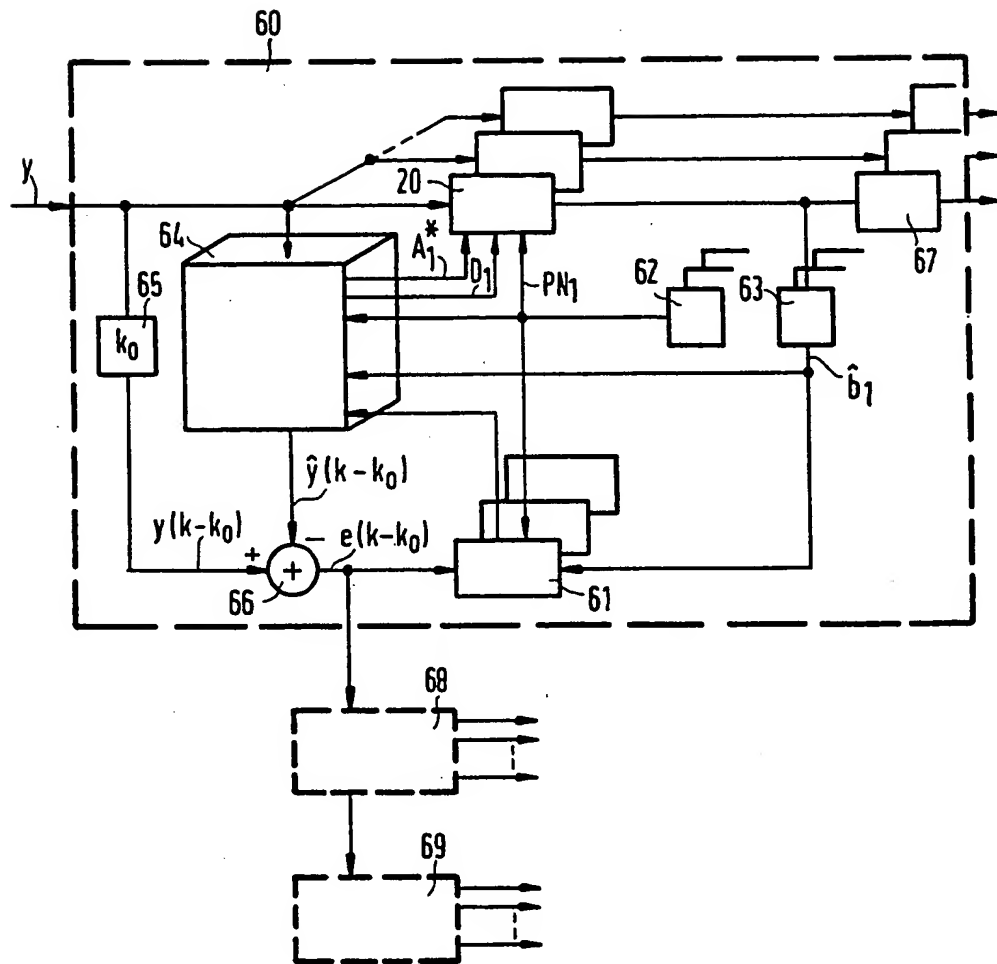 60
y
20
67
64
A₁*
D₁
PN₁
62
63
65
k₀
b̂₁
ŷ(k-k₀)
y(k-k₀)
+
−
+
66
e(k-k₀)
61
68
69